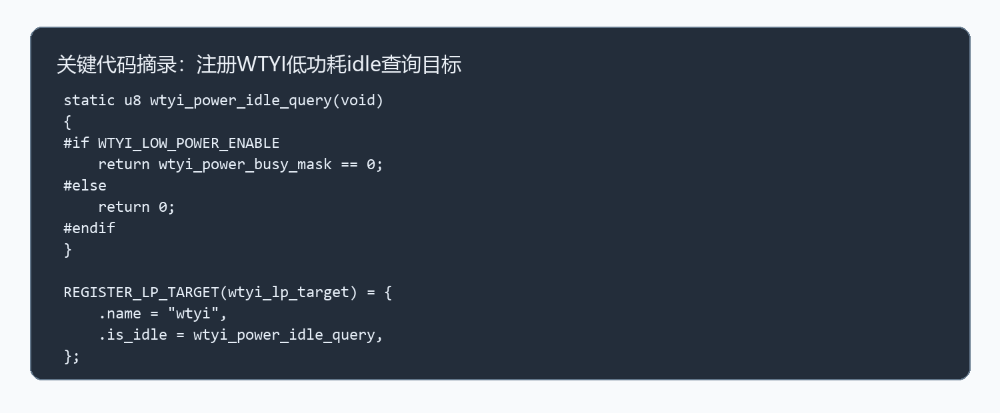 关键代码摘录：注册WTYI低功耗idle查询目标
static u8 wtyi_power_idle_query(void)
{
#if WTYI_LOW_POWER_ENABLE
    return wtyi_power_busy_mask == 0;
#else
    return 0;
#endif
}

REGISTER_LP_TARGET(wtyi_lp_target) = {
    .name = "wtyi",
    .is_idle = wtyi_power_idle_query,
};